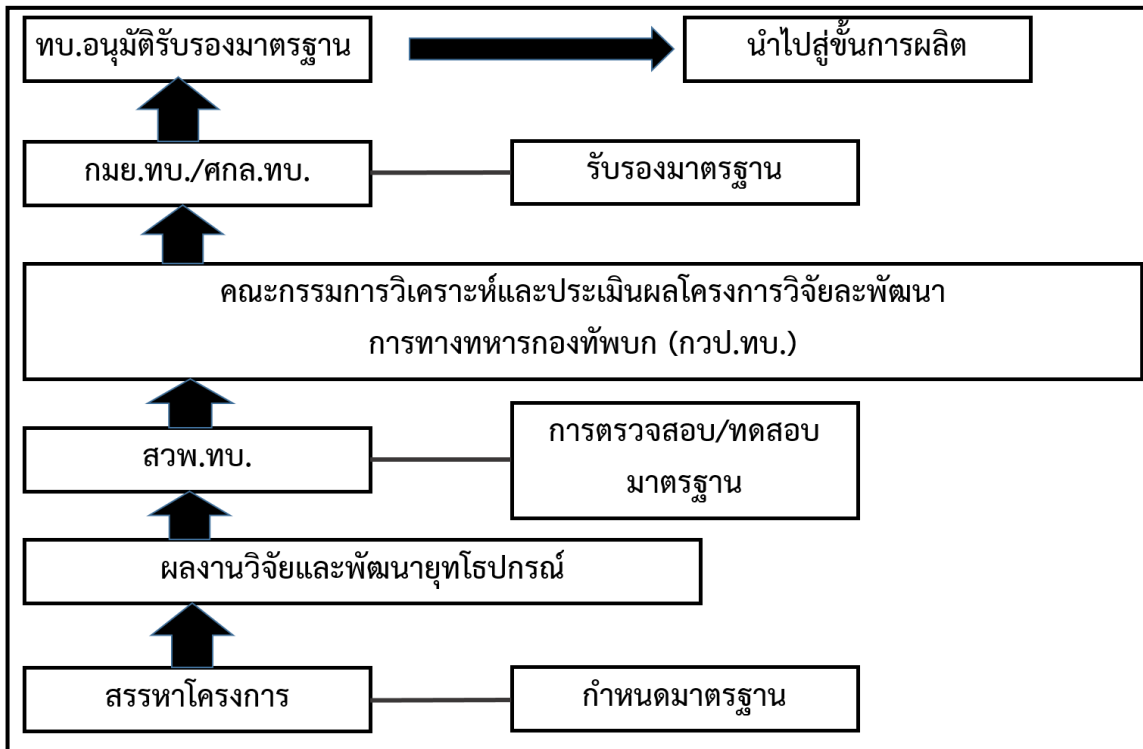 ทบ.อนุมัติรับรองมาตรฐาน
นำไปสู่ขั้นการผลิต
กมย.ทบ./ศกล.ทบ.
รับรองมาตรฐาน
คณะกรรมการวิเคราะห์และประเมินผลโครงการวิจัยละพัฒนา
การทางทหารกองทัพบก (กวป.ทบ.)
สวพ.ทบ.
การตรวจสอบ/ทดสอบ
มาตรฐาน
ผลงานวิจัยและพัฒนายุทโธปกรณ์
สรรหาโครงการ
กำหนดมาตรฐาน